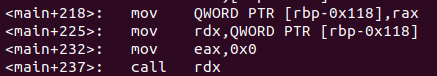 <main+218>: mov QWORD PTR [rbp-0x118],rax
<main+225>: mov rdx,QWORD PTR [rbp-0x118]
<main+232>: mov eax,0x0
<main+237>: call rdx